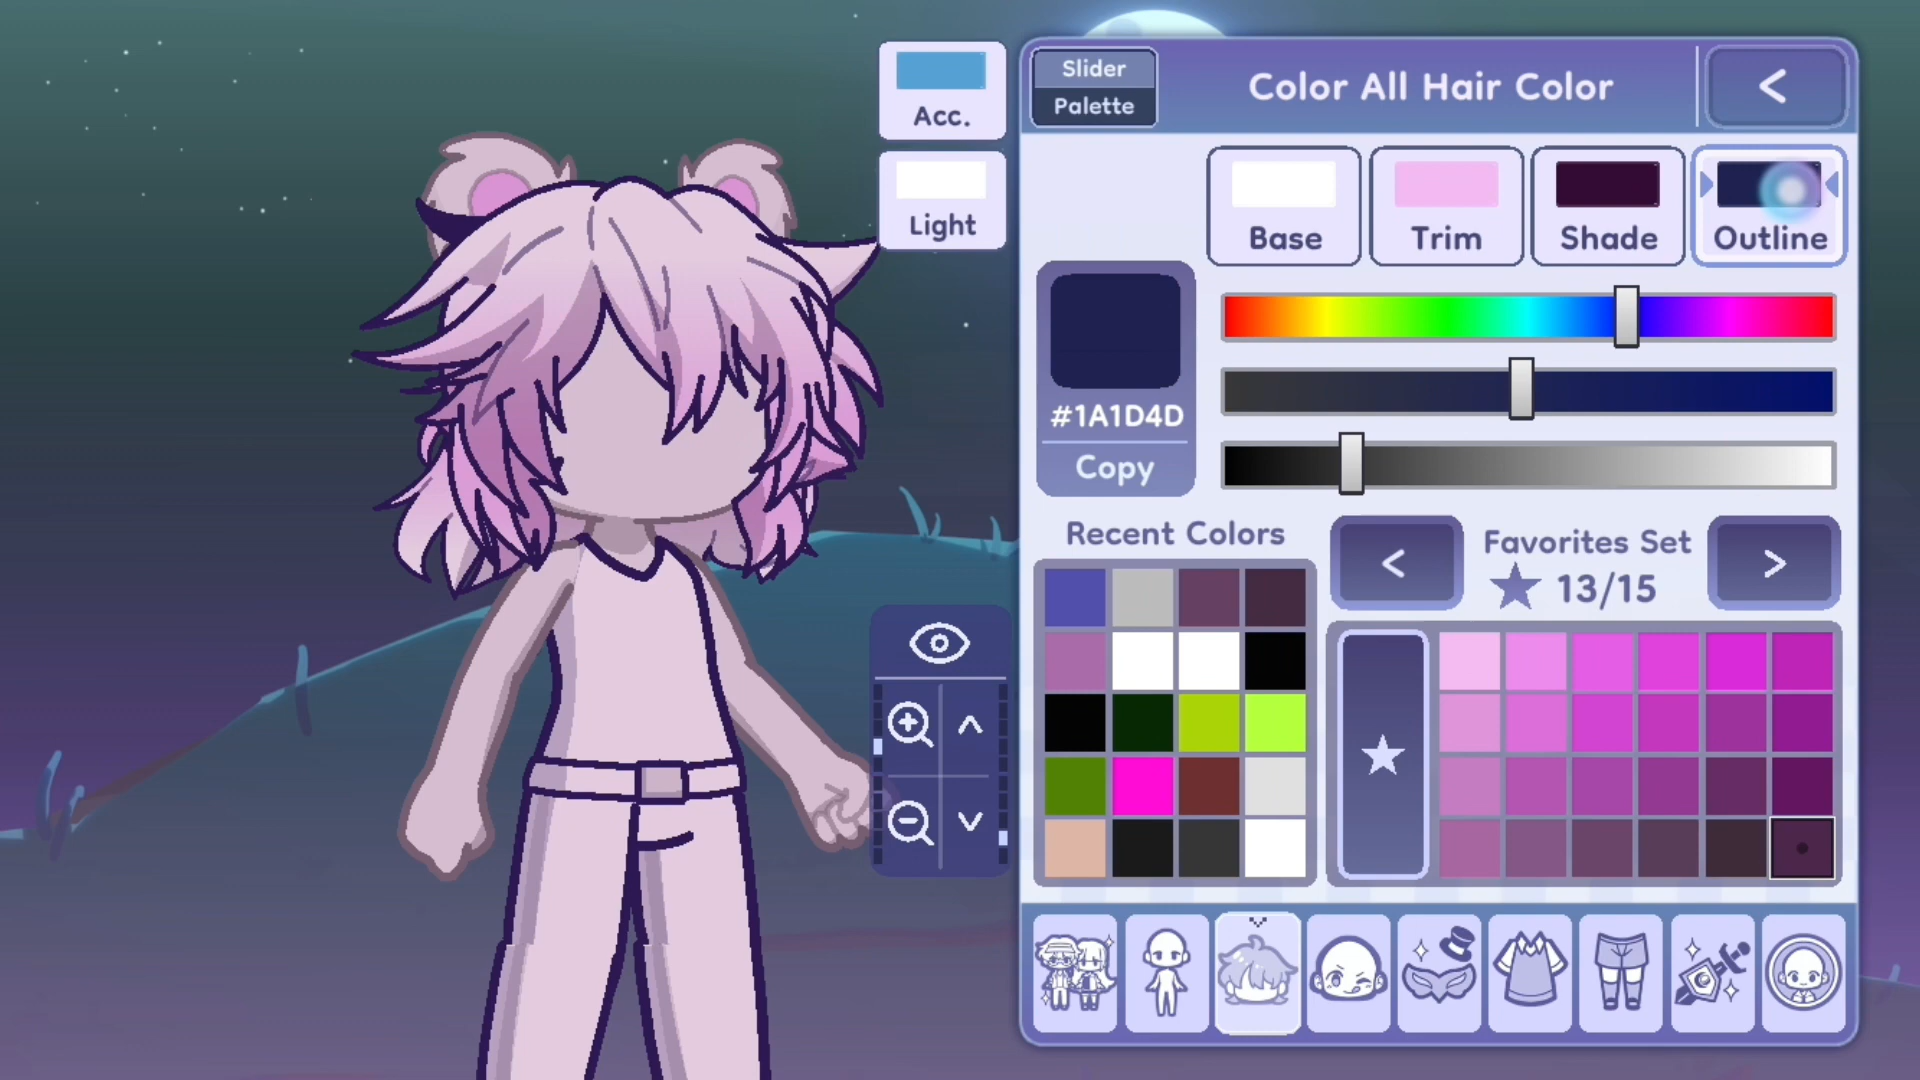 Acc.
Light
Slider
Palette
Color All Hair Color
<
Base
Trim
Shade
Outline
#1A1D4D
Copy
Recent Colors
<
Favorites Set
13/15
>